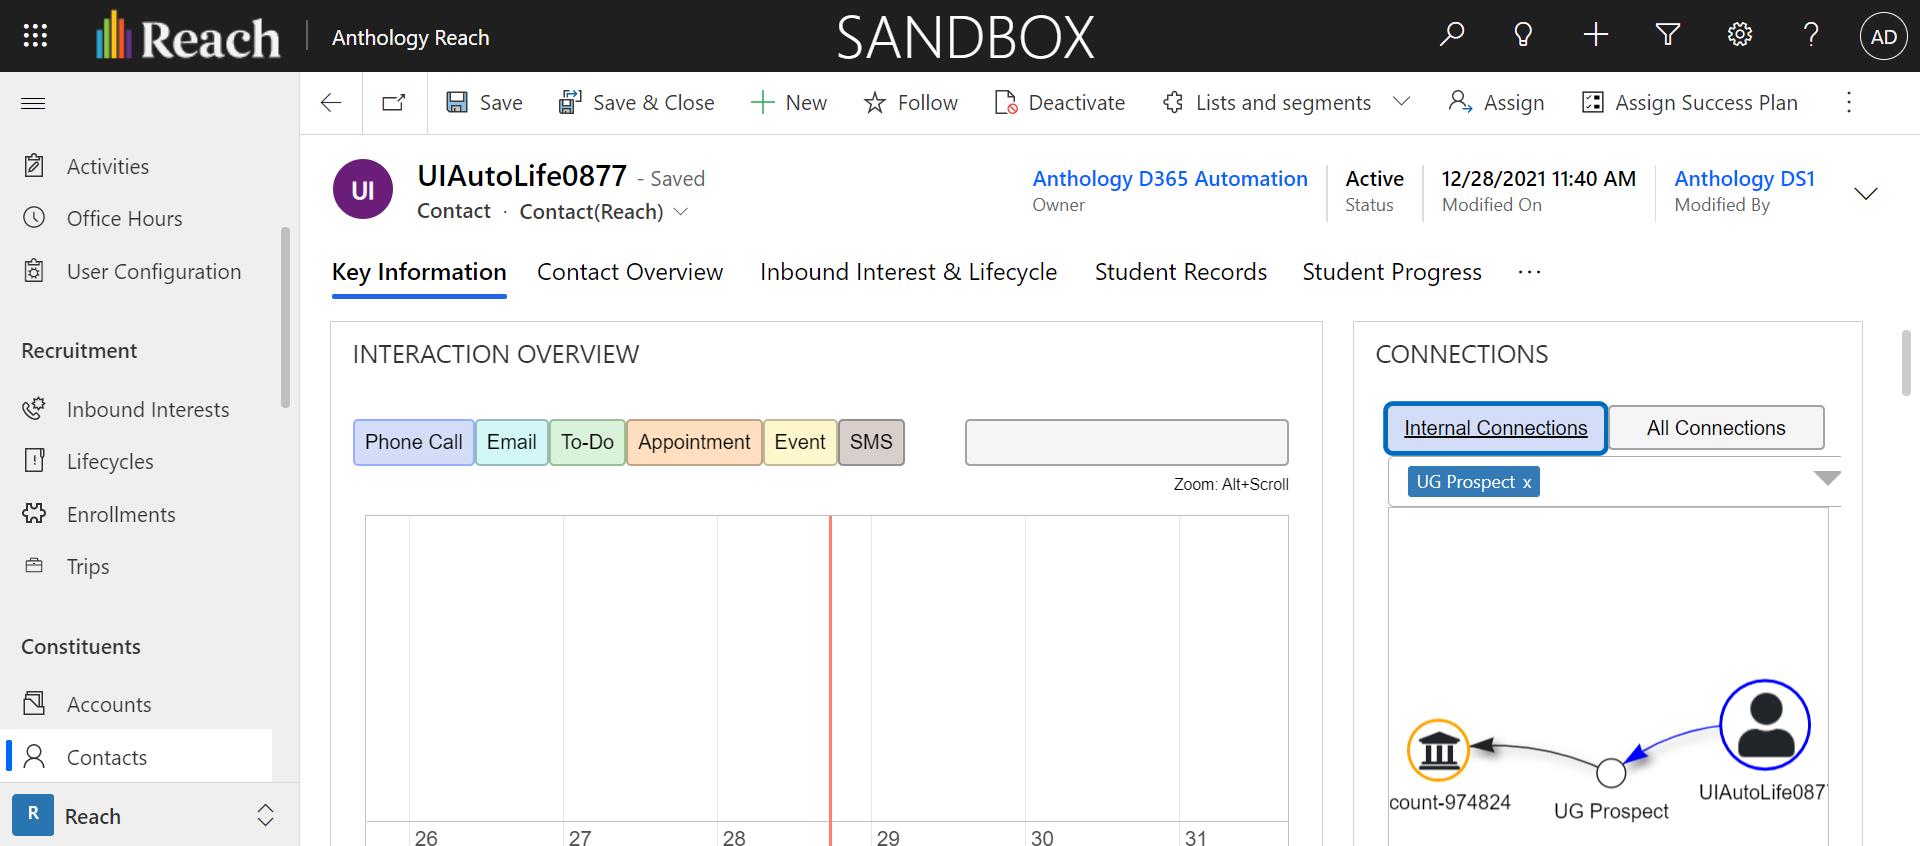 Reach
Anthology Reach
SANDBOX
AD
Save
Save & Close
New
Follow
Deactivate
Lists and segments
Assign
Assign Success Plan
Activities
Office Hours
User Configuration
Recruitment
Inbound Interests
Lifecycles
Enrollments
Trips
Constituents
Accounts
Contacts
R
Reach
UI
UIAutoLife0877 - Saved
Contact · Contact(Reach)
Anthology D365 Automation
Owner
Active
Status
12/28/2021 11:40 AM
Modified On
Anthology DS1
Modified By
Key Information
Contact Overview
Inbound Interest & Lifecycle
Student Records
Student Progress
INTERACTION OVERVIEW
Phone Call
Email
To-Do
Appointment
Event
SMS
Zoom: Alt+Scroll
26 27 28 29 30 31
CONNECTIONS
Internal Connections
All Connections
UG Prospect x
count-974824
UG Prospect
UIAutoLife087